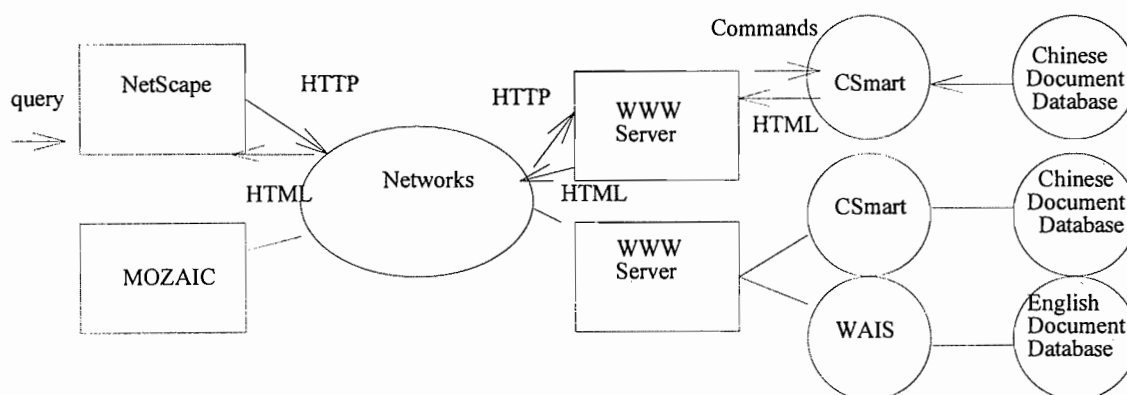 Commands
NetScape
HTTP
query
HTTP
WWW
Server
CSmart
Chinese
Document
Database
HTML
Networks
HTML
HTML
MOZAIC
WWW
Server
CSmart
Chinese
Document
Database
WAIS
English
Document
Database